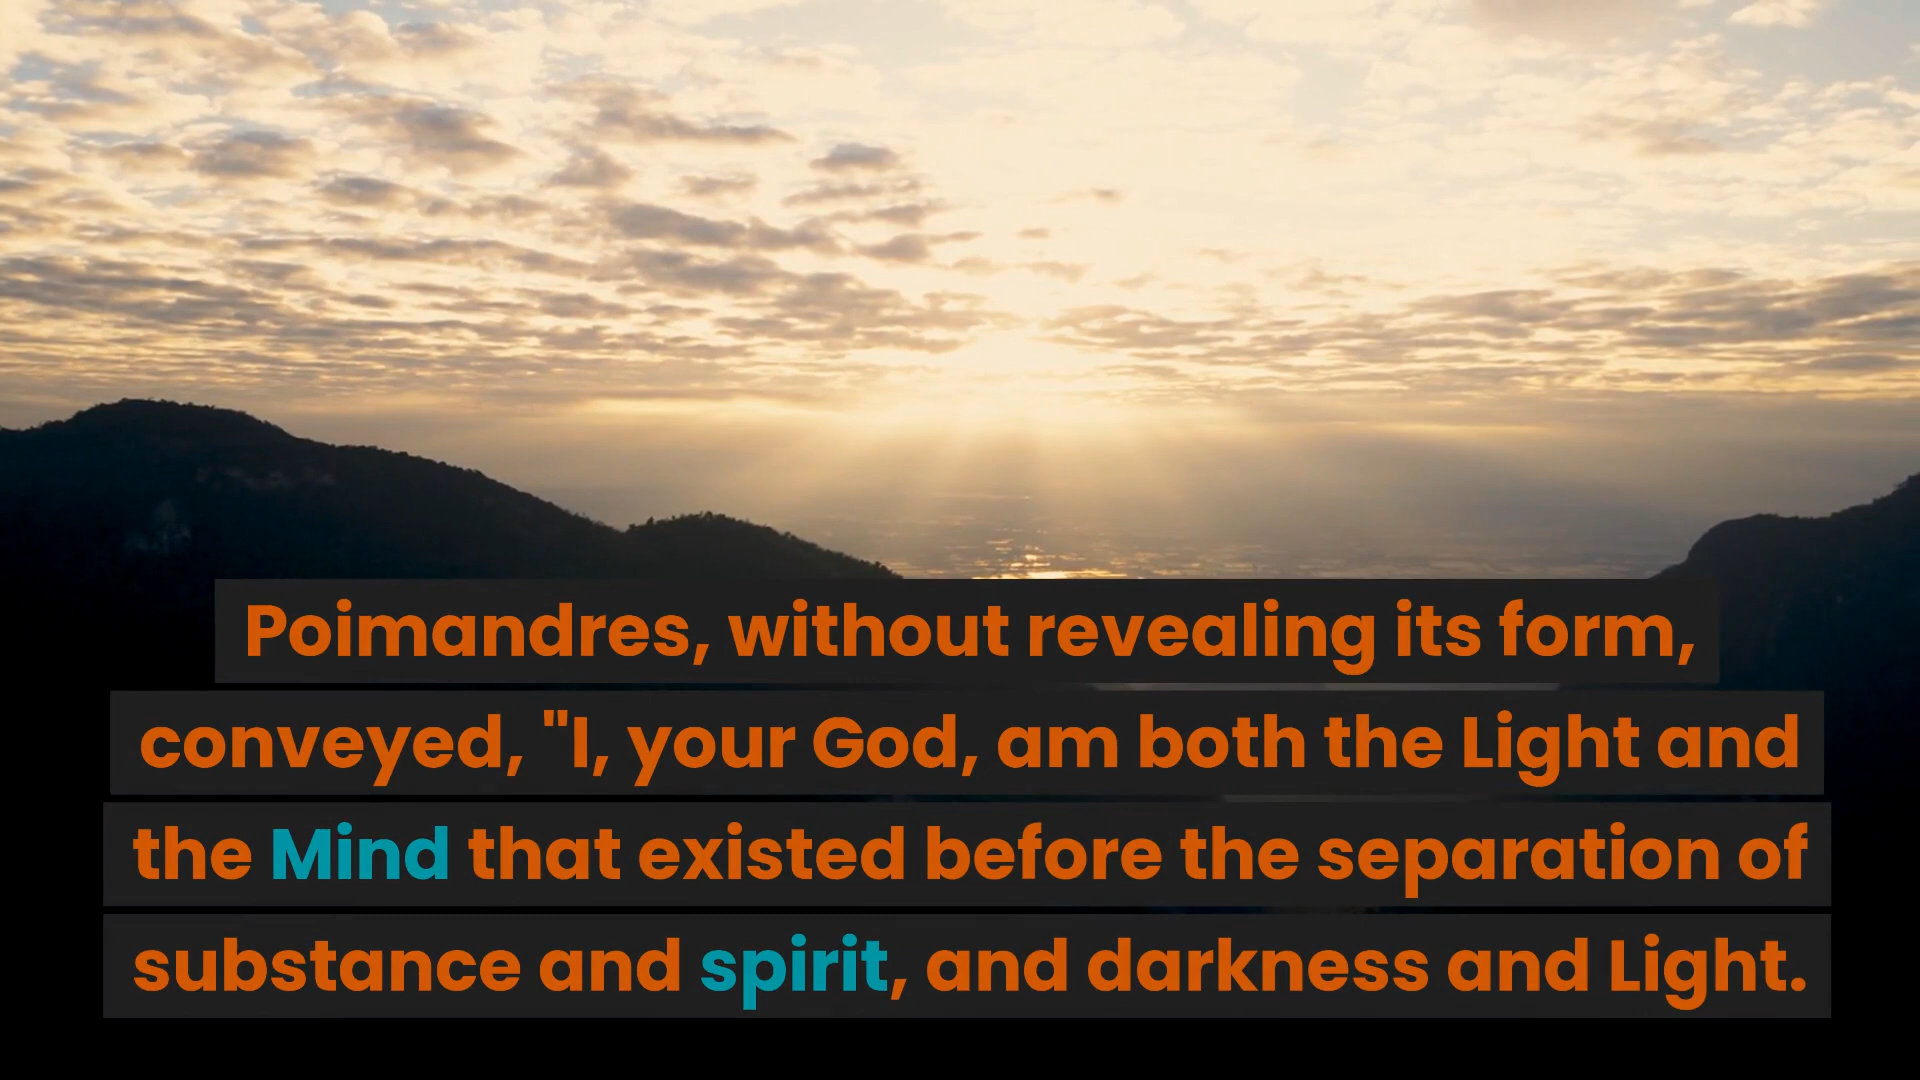 Poimandres, without revealing its form,
conveyed, "I, your God, am both the Light and
the Mind that existed before the separation of
substance and spirit, and darkness and Light.